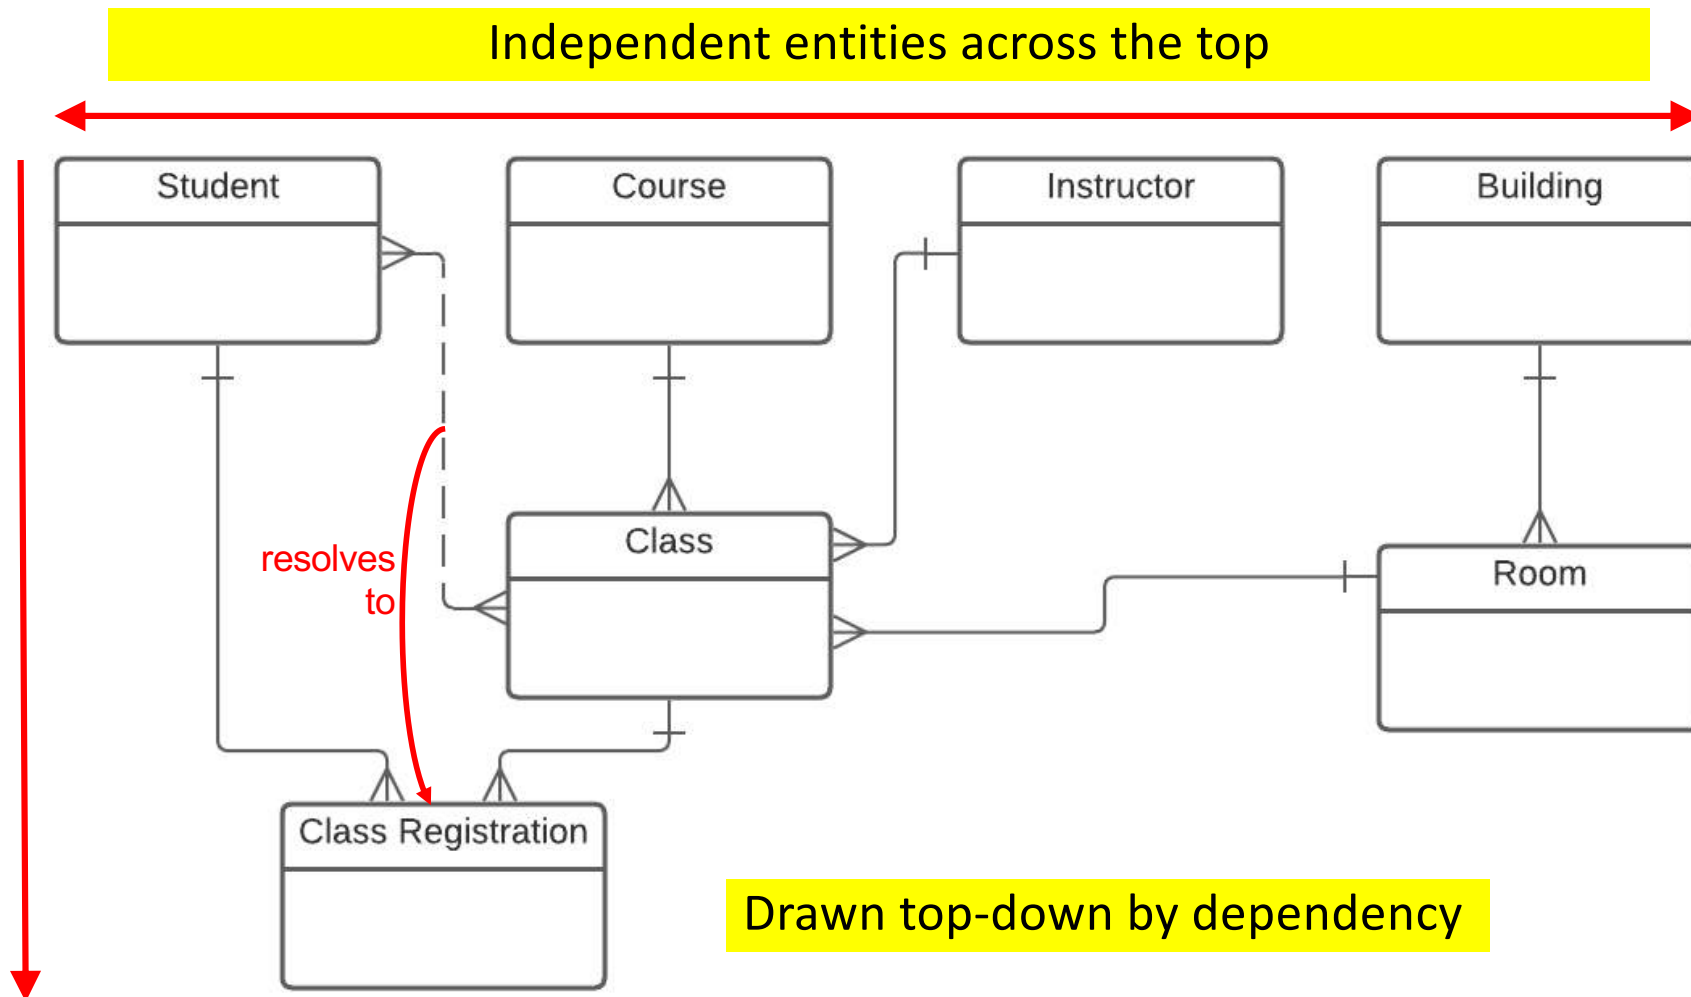 Independent entities across the top
Student
Course
Instructor
Building
Class
resolves
to
Room
Class Registration
Drawn top-down by dependency